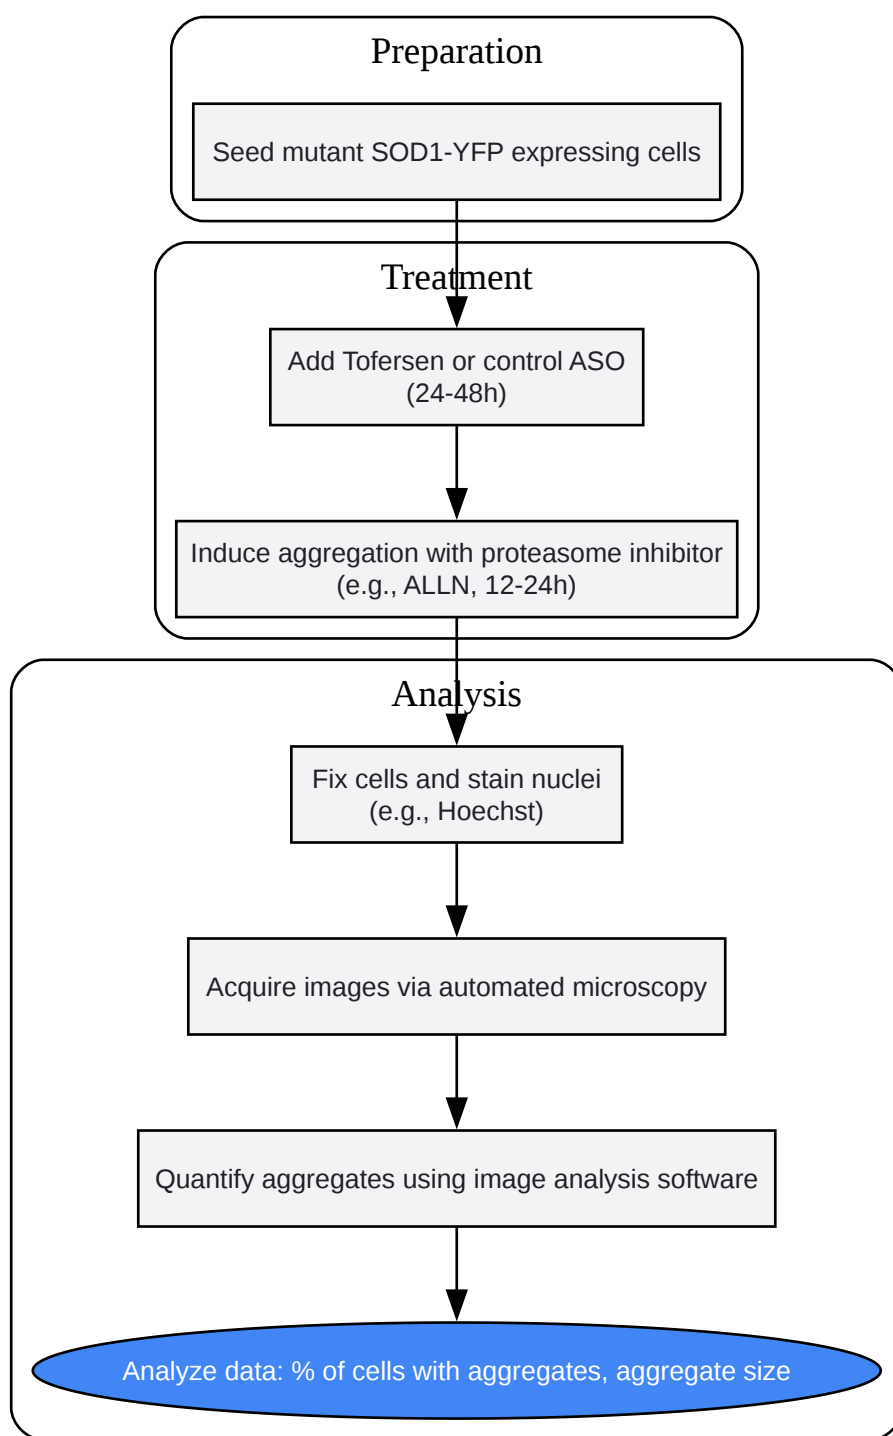 Preparation
Seed mutant SOD1-YFP expressing cells
Treatment
Add Tofersen or control ASO
(24-48h)
Induce aggregation with proteasome inhibitor
(e.g., ALLN, 12-24h)
Analysis
Fix cells and stain nuclei
(e.g., Hoechst)
Acquire images via automated microscopy
Quantify aggregates using image analysis software
Analyze data: % of cells with aggregates, aggregate size